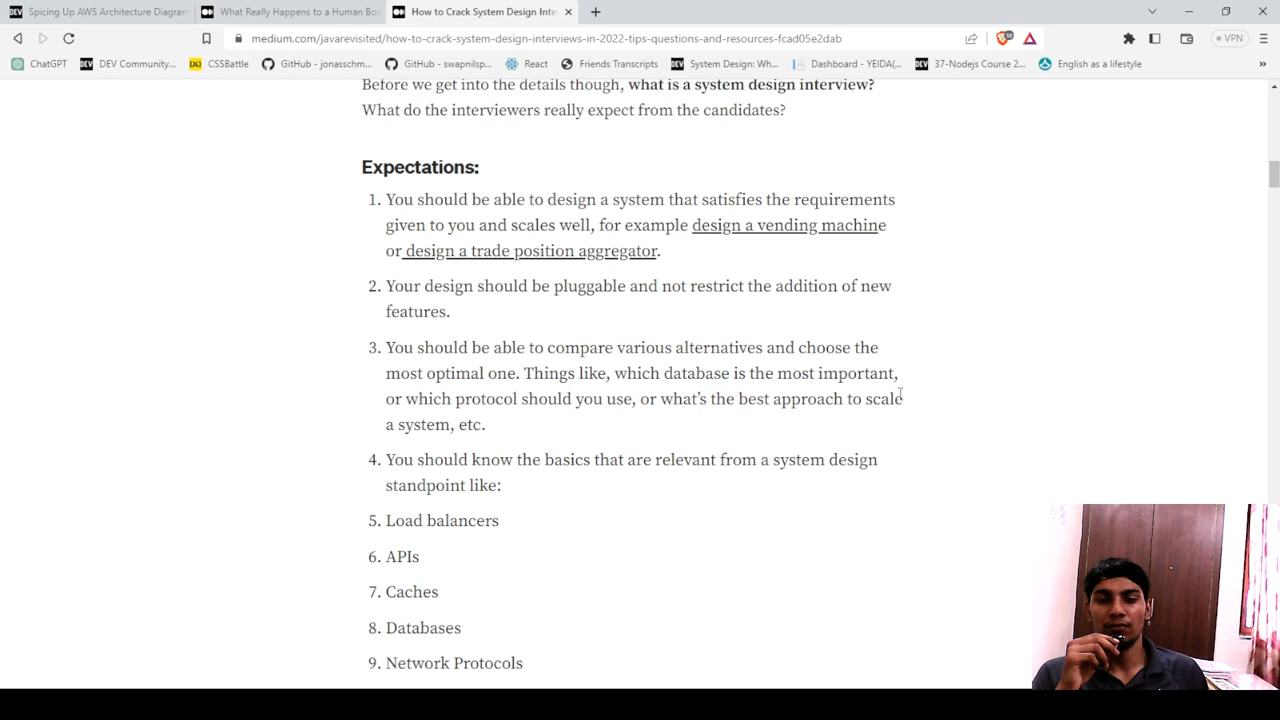 Spicing Up AWS Architecture Diagram
What Really Happens to a Human Bo
How to Crack System Design Inte
medium.com/javarevisited/how-to-crack-system-design-interviews-in-2022-tips-questions-and-resources-fcad05e2dab
VPN
ChatGPT
DEV Community...
CSSBattle
GitHub - jonasschm...
GitHub - swapnilsp...
React
Friends Transcripts
System Design: Wh...
Dashboard - YEIDA(...
37-Nodejs Course 2...
English as a lifestyle
Before we get into the details though, what is a system design interview?
What do the interviewers really expect from the candidates?
Expectations:
1. You should be able to design a system that satisfies the requirements
given to you and scales well, for example design a vending machine
or design a trade position aggregator.
2. Your design should be pluggable and not restrict the addition of new
features.
3. You should be able to compare various alternatives and choose the
most optimal one. Things like, which database is the most important,
or which protocol should you use, or what's the best approach to scale
a system, etc.
4. You should know the basics that are relevant from a system design
standpoint like:
5. Load balancers
6. APIs
7. Caches
8. Databases
9. Network Protocols